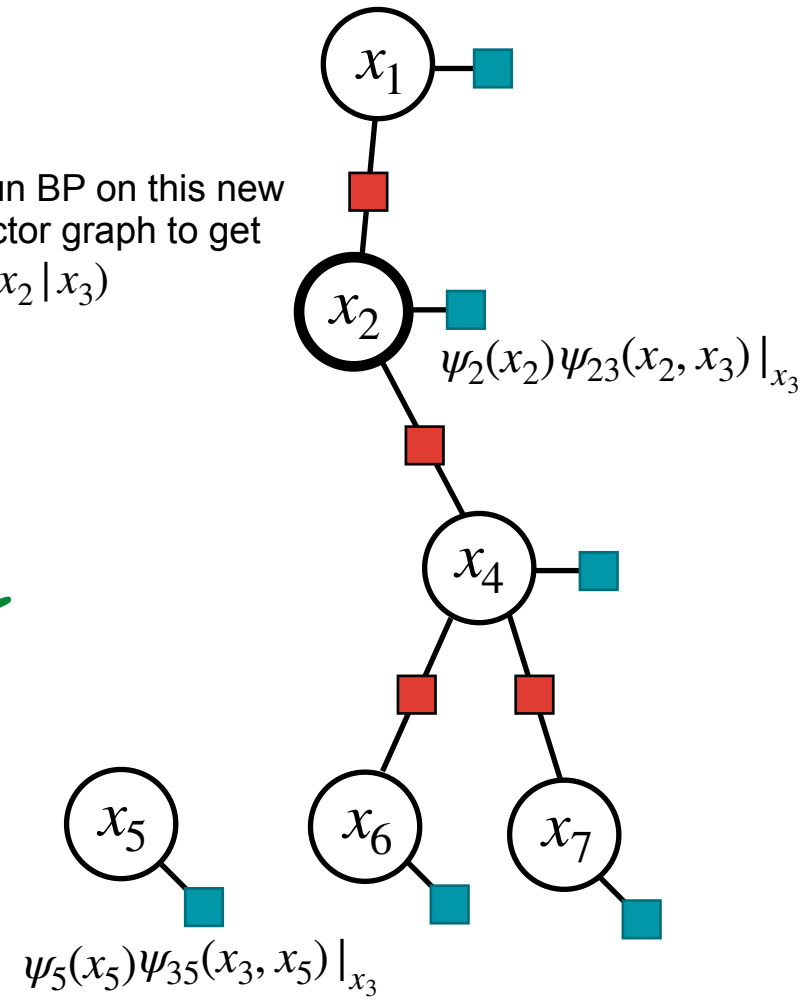 x₁
un BP on this new
ctor graph to get
x₂ | x₃)
x₂
ψ₂(x₂)ψ₂₃(x₂, x₃)|ₓ₃
x₄
x₅
x₆
x₇
ψ₅(x₅)ψ₃₅(x₃, x₅)|ₓ₃